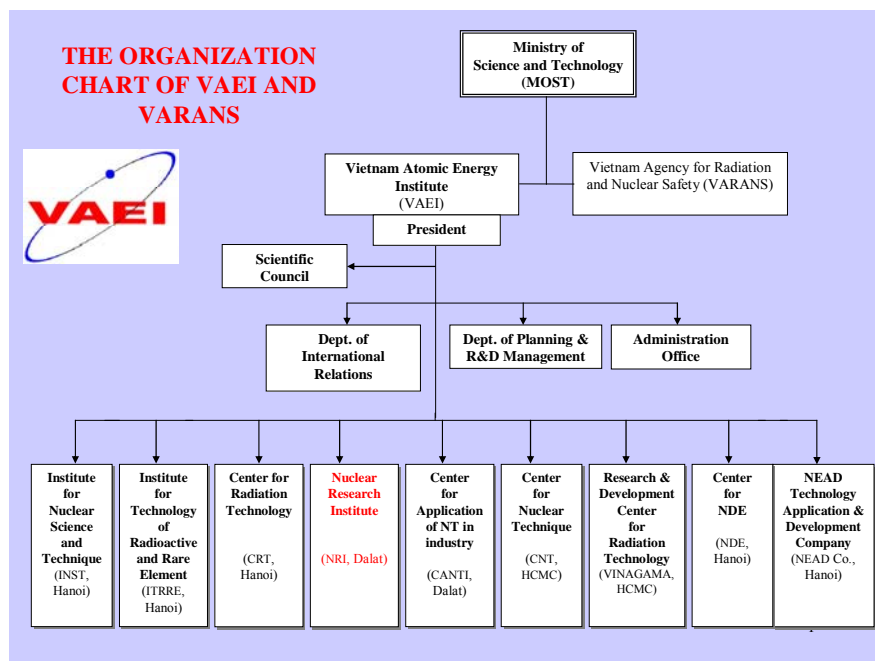 THE ORGANIZATION
CHART OF VAEI AND
VARANS
Ministry of
Science and Technology
(MOST)
VAEI
Vietnam Atomic Energy
Institute
(VAEI)
Vietnam Agency for Radiation
and Nuclear Safety (VARANS)
President
Scientific
Council
Dept. of
International
Relations
Dept. of Planning &
R&D Management
Administration
Office
Institute
for
Nuclear
Science
and
Technique
(INST,
Hanoi)
Institute
for
Technology
of
Radioactive
and Rare
Element
(ITRRE,
Hanoi)
Center for
Radiation
Technology
(CRT,
Hanoi)
Nuclear
Research
Institute
(NRI, Dalat)
Center
for
Application
of NT in
industry
(CANTI,
Dalat)
Center
for
Nuclear
Technique
(CNT,
HCMC)
Research &
Development
Center
for
Radiation
Technology
(VINAGAMA,
HCMC)
Center
for
NDE
(NDE,
Hanoi)
NEAD
Technology
Application &
Development
Company
(NEAD Co.,
Hanoi)